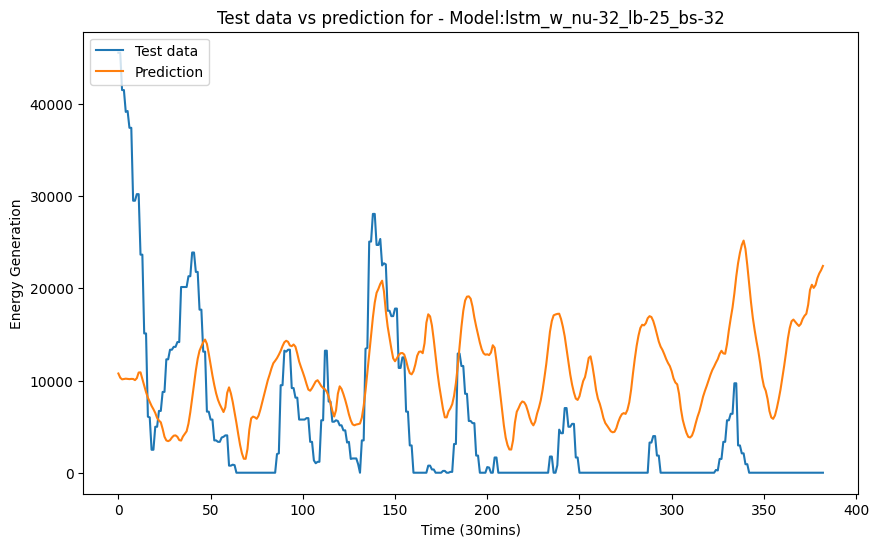 Test data vs prediction for - Model:lstm_w_nu-32_lb-25_bs-32
Test data
Prediction
Energy Generation
40000
30000
20000
10000
0
0 50 100 150 200 250 300 350 400
Time (30mins)